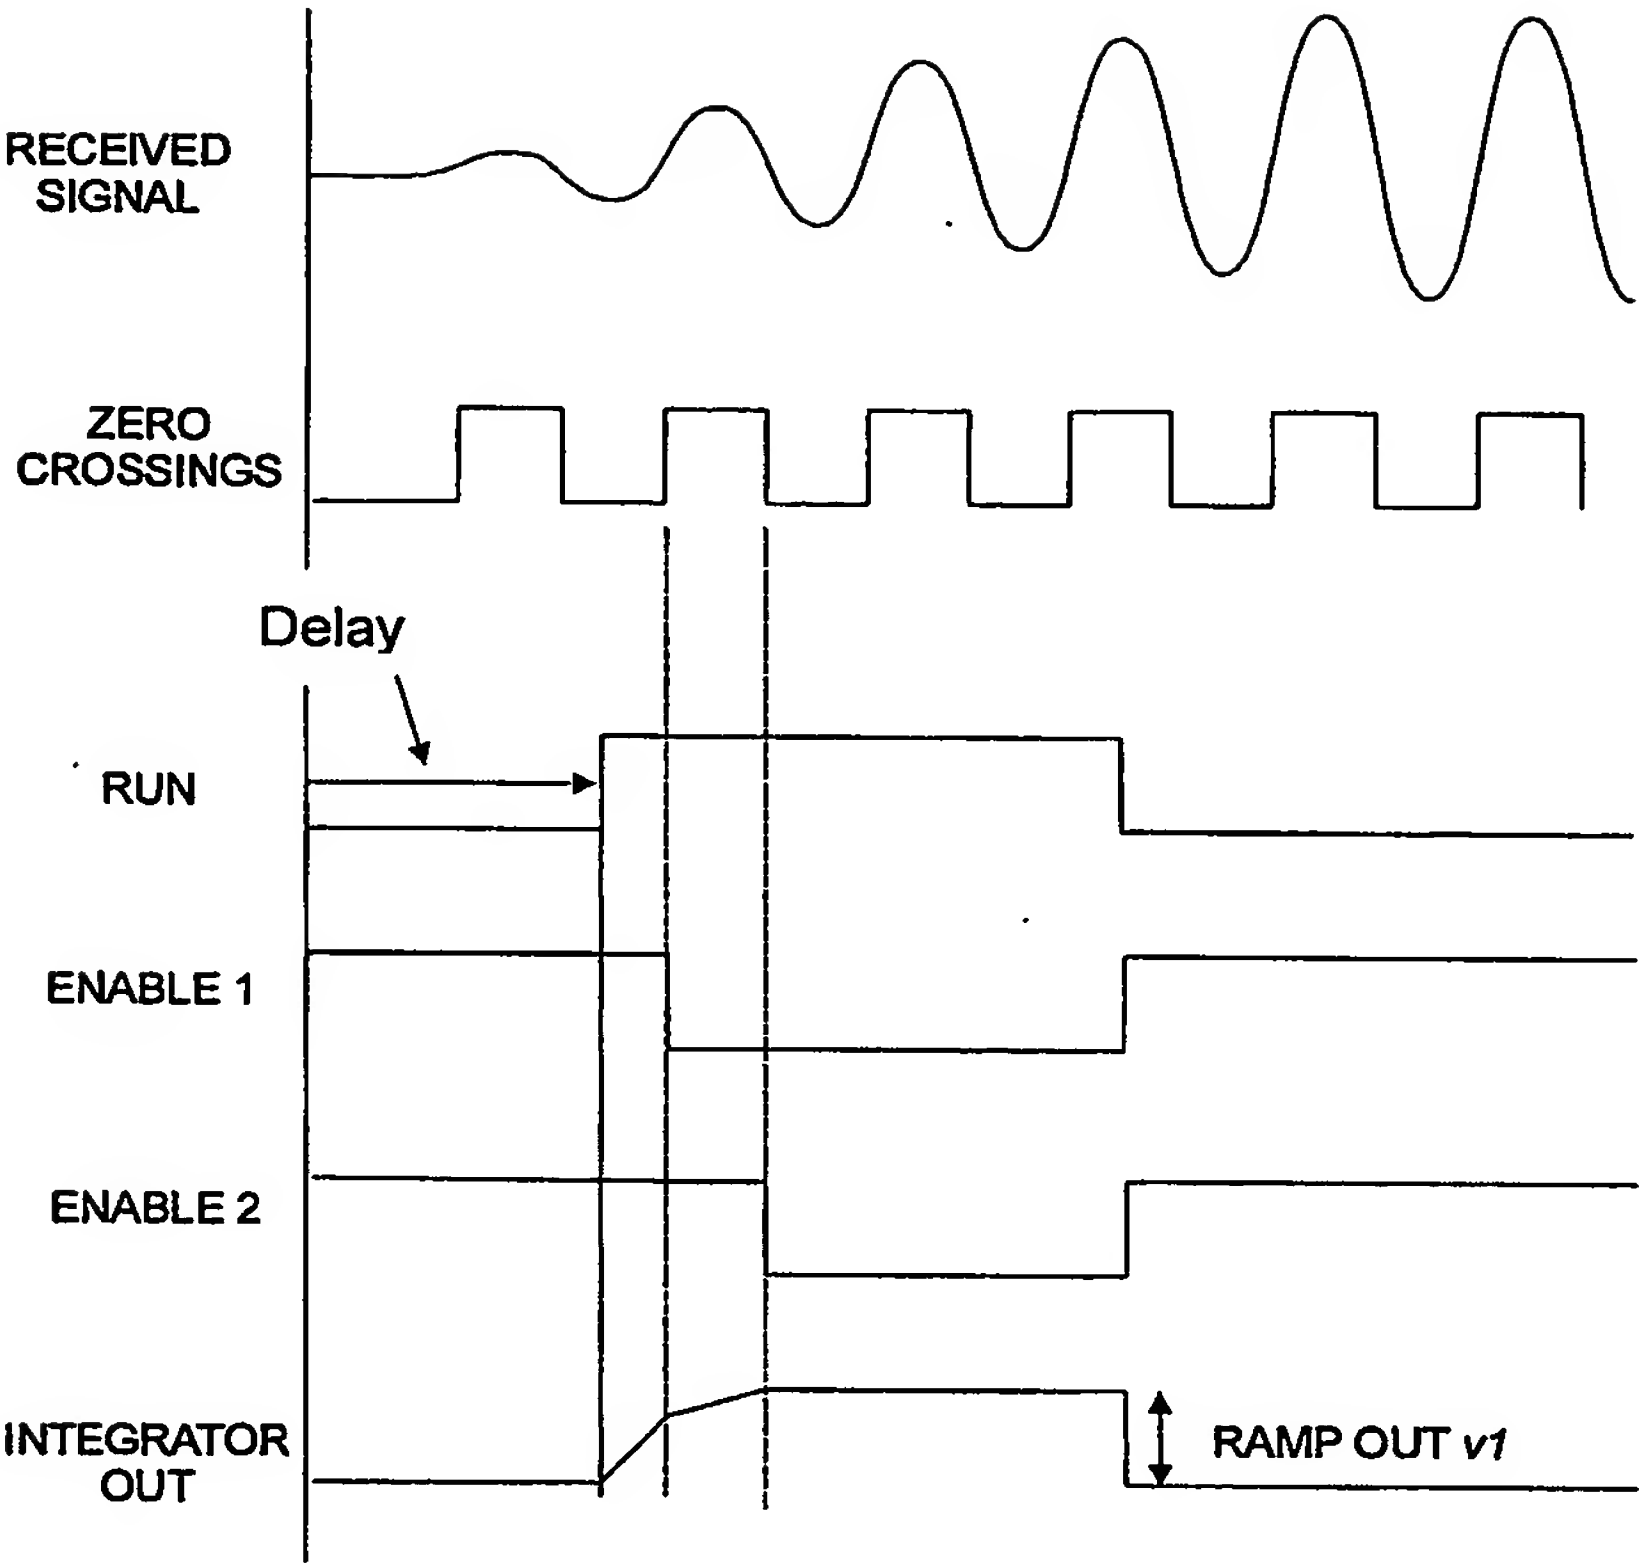 RECEIVED
SIGNAL
ZERO
CROSSINGS
Delay
RUN
ENABLE 1
ENABLE 2
INTEGRATOR
OUT
RAMP OUT v1